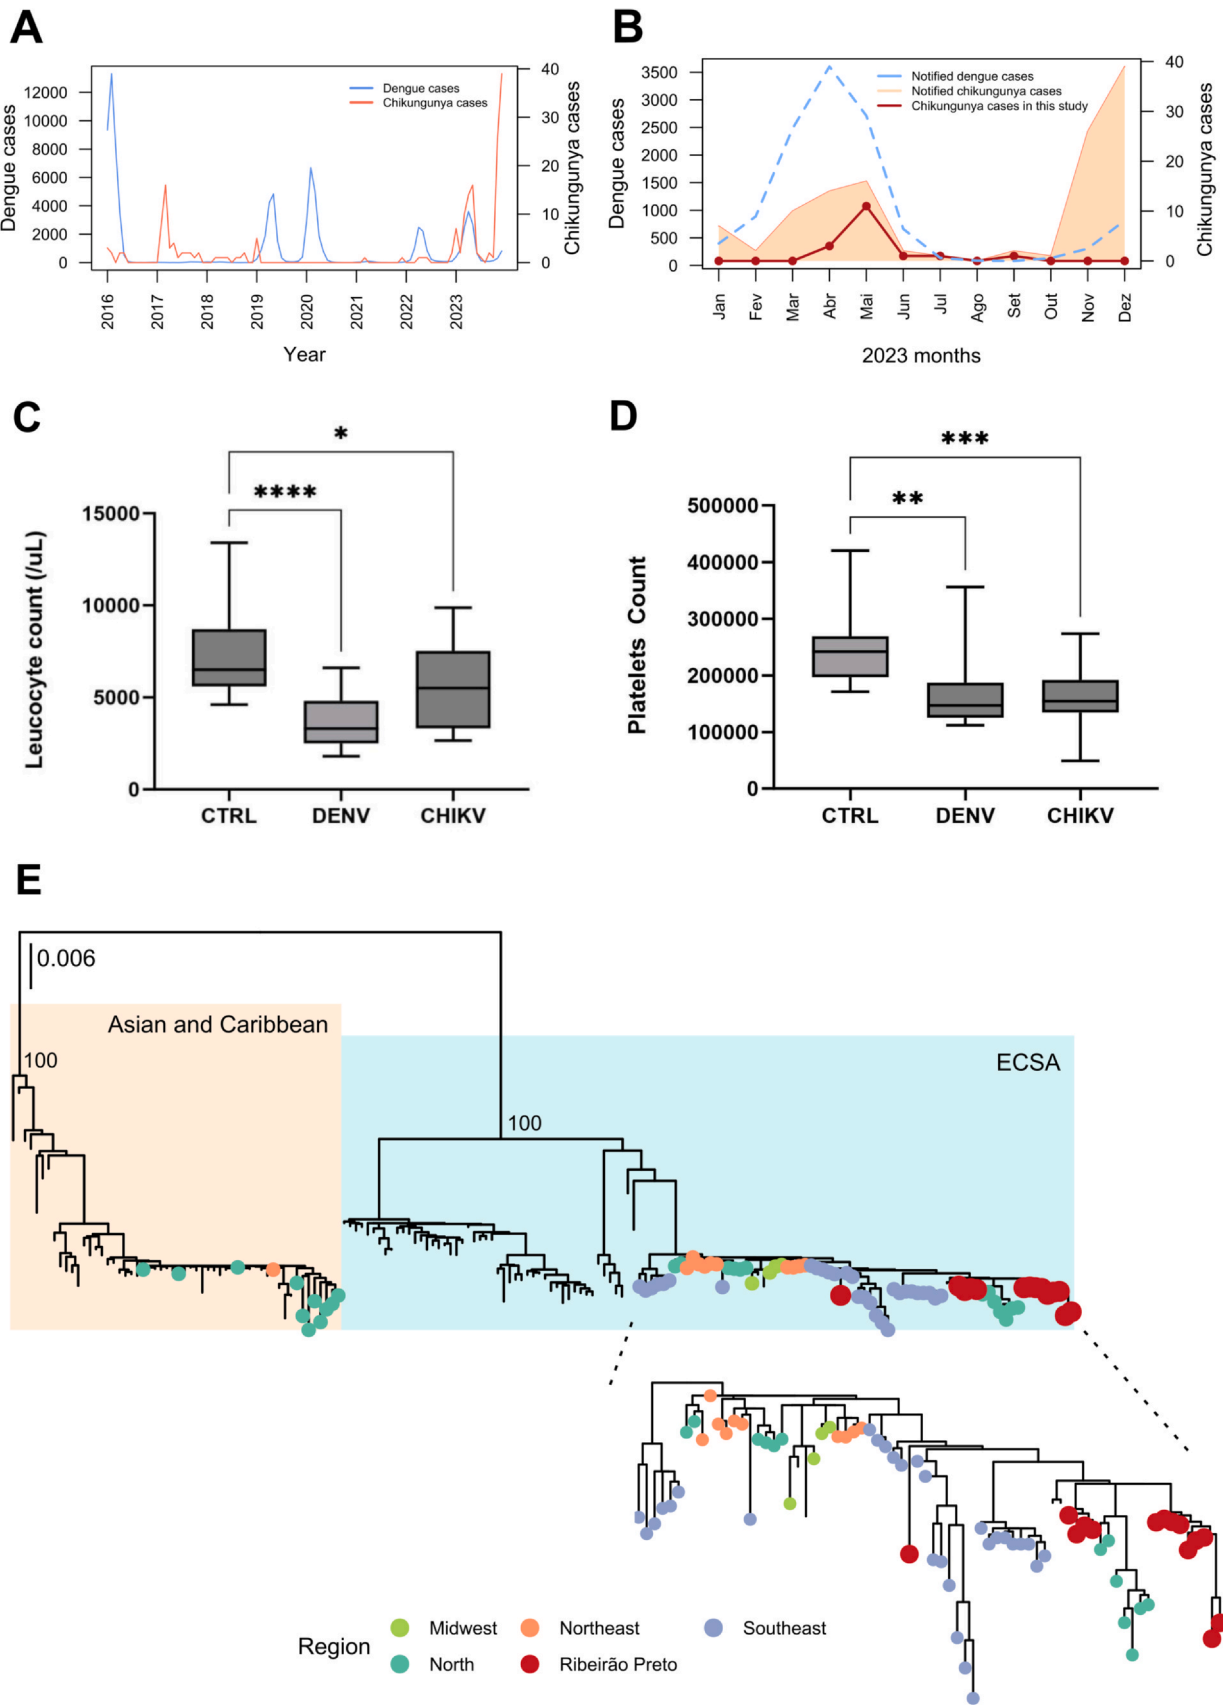 A
Dengue cases
12000
10000
8000
6000
4000
2000
0
40
30
20
10
0
Chikungunya cases
Dengue cases
Chikungunya cases
2016
2017
2018
2019
2020
2021
2022
2023
Year
B
Dengue cases
3500
3000
2500
2000
1500
1000
500
0
40
30
20
10
0
Chikungunya cases
Notified dengue cases
Notified chikungunya cases
Chikungunya cases in this study
Jan
Fev
Mar
Abr
Mai
Jun
Jul
Ago
Set
Out
Nov
Dez
2023 months
C
Leucocyte count (/uL)
15000
10000
5000
0
*
****
CTRL
DENV
CHIKV
D
Platelets Count
500000
400000
300000
200000
100000
0
***
**
CTRL
DENV
CHIKV
E
0.006
Asian and Caribbean
100
ECSA
100
Region
Midwest
Northeast
Southeast
North
Ribeirão Preto